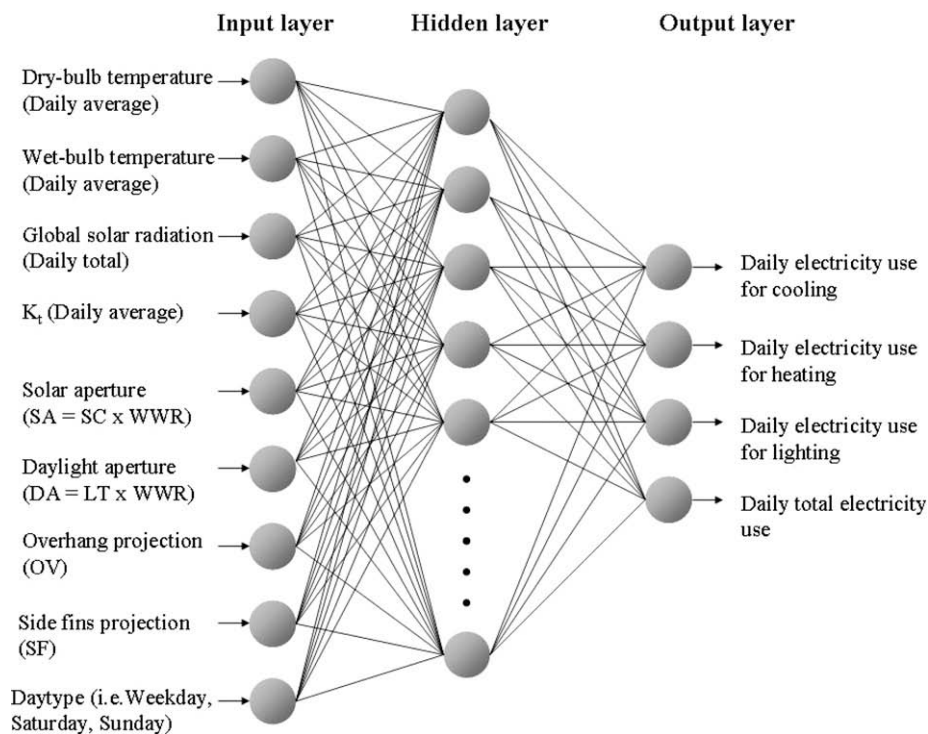 Input layer
Hidden layer
Output layer
Dry-bulb temperature
(Daily average)
Wet-bulb temperature
(Daily average)
Global solar radiation
(Daily total)
Kt (Daily average)
Solar aperture
(SA = SC x WWR)
Daylight aperture
(DA = LT x WWR)
Overhang projection
(OV)
Side fins projection
(SF)
Daytype (i.e.Weekday,
Saturday, Sunday)
Daily electricity use
for cooling
Daily electricity use
for heating
Daily electricity use
for lighting
Daily total electricity
use